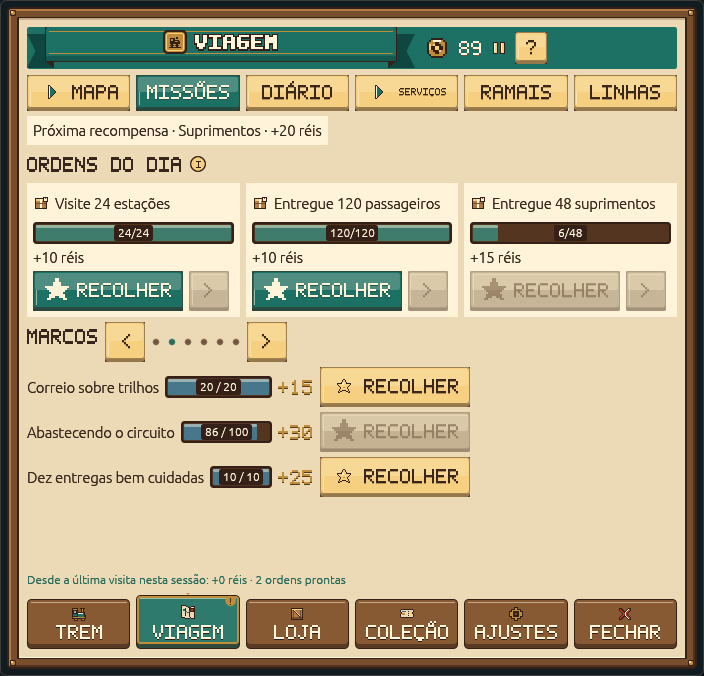 VIAGEM 89 ?
MAPA MISSÕES DIÁRIO SERVIÇOS RAMAIS LINHAS
Próxima recompensa · Suprimentos · +20 réis
ORDENS DO DIA I
Visite 24 estações
24/24
+10 réis
RECOLHER >
Entregue 120 passageiros
120/120
+10 réis
RECOLHER >
Entregue 48 suprimentos
6/48
+15 réis
RECOLHER >
MARCOS < >
Correio sobre trilhos 20/20 +15 RECOLHER
Abastecendo o circuito 86/100 +30 RECOLHER
Dez entregas bem cuidadas 10/10 +25 RECOLHER
Desde a última visita nesta sessão: +0 réis · 2 ordens prontas
TREM VIAGEM ! LOJA COLEÇÃO AJUSTES FECHAR